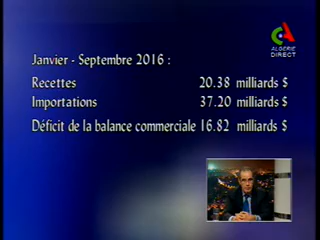 ALGERIE
DIRECT
Janvier - Septembre 2016 :
Recettes 20.38 milliards $
Importations 37.20 milliards $
Déficit de la balance commerciale 16.82 milliards $